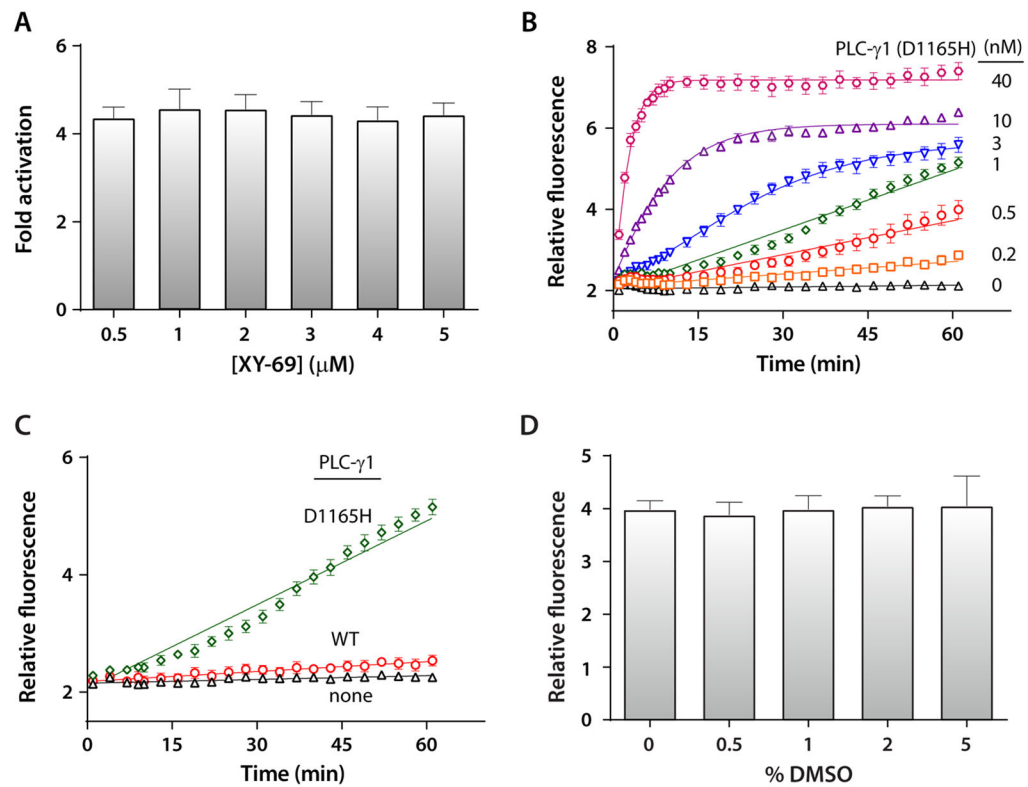 A
Fold activation
6
4
2
0
0.5 1 2 3 4 5
[XY-69] (μM)
B
Relative fluorescence
PLC-γ1 (D1165H) (nM)
8
6
4
2
40
10
3
1
0.5
0.2
0
0 15 30 45 60
Time (min)
C
Relative fluorescence
6
4
2
PLC-γ1
D1165H
WT
none
0 15 30 45 60
Time (min)
D
Relative fluorescence
5
4
3
2
1
0
0 0.5 1 2 5
% DMSO